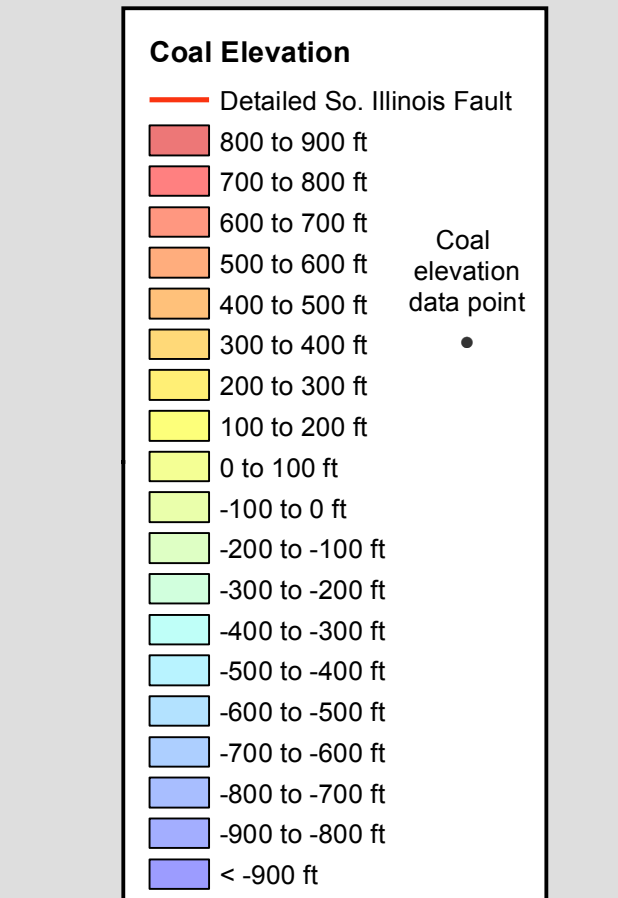 Coal Elevation
Detailed So. Illinois Fault
800 to 900 ft
700 to 800 ft
600 to 700 ft
500 to 600 ft
400 to 500 ft
300 to 400 ft
200 to 300 ft
100 to 200 ft
0 to 100 ft
-100 to 0 ft
-200 to -100 ft
-300 to -200 ft
-400 to -300 ft
-500 to -400 ft
-600 to -500 ft
-700 to -600 ft
-800 to -700 ft
-900 to -800 ft
< -900 ft
Coal
elevation
data point